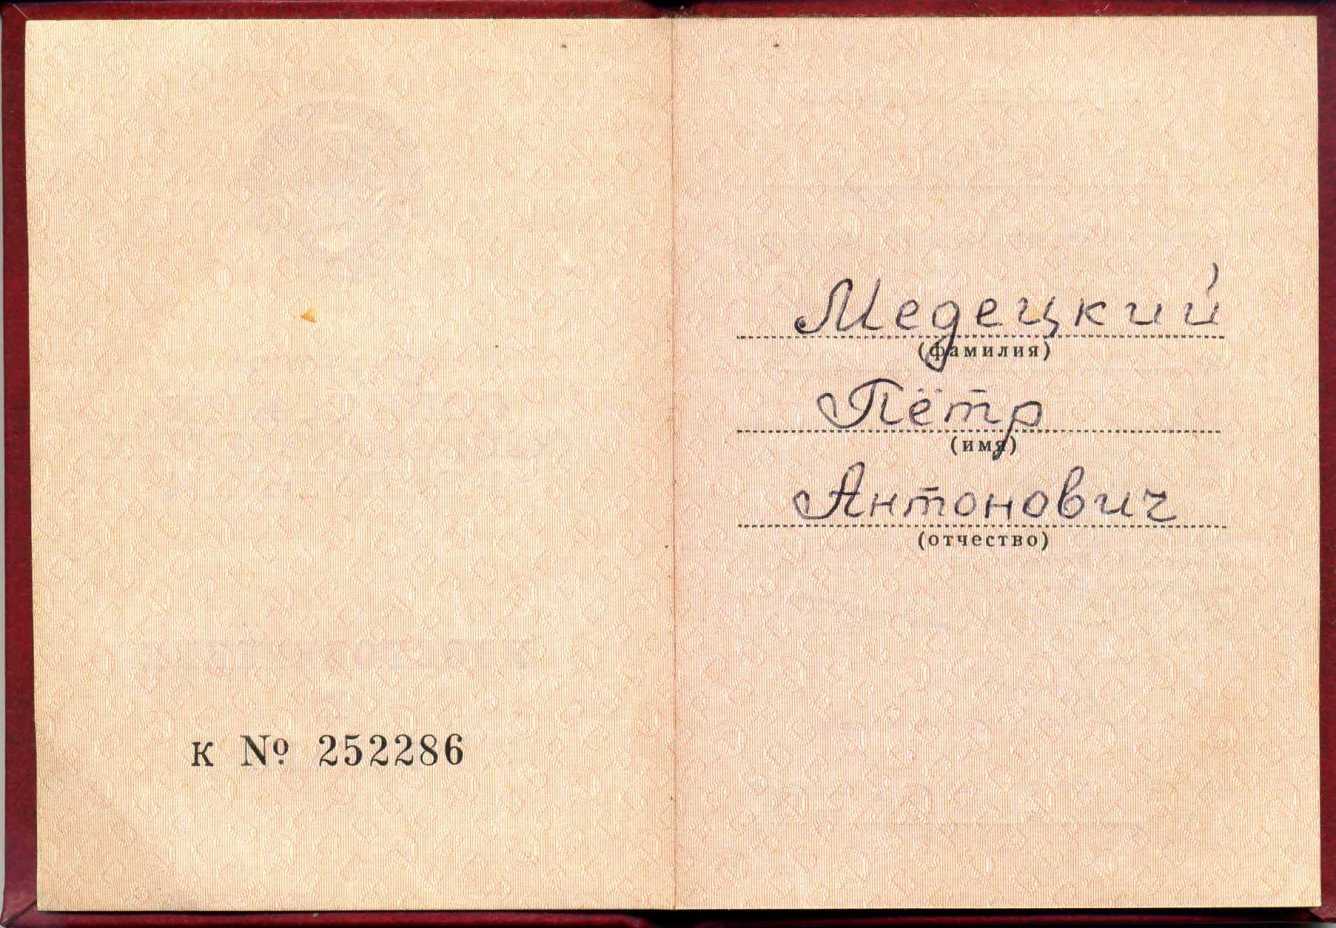 к № 252286
Медецкий
(фамилия)
Пётр
(имя)
Антонович
(отчество)